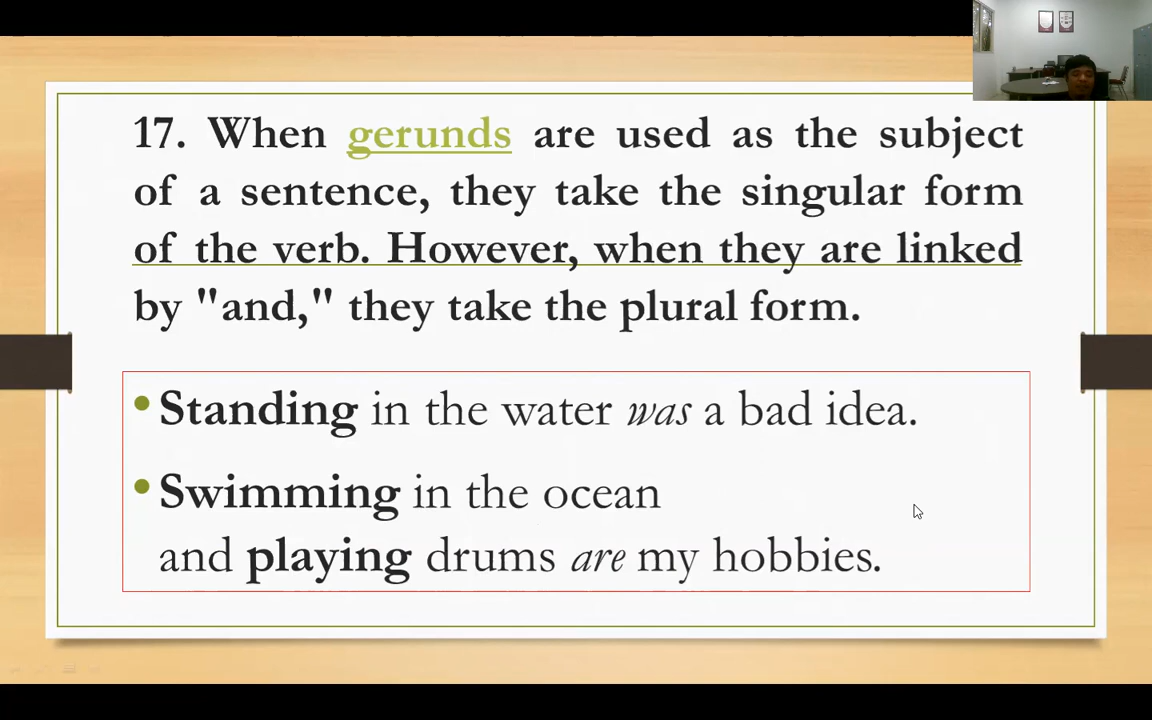 17. When gerunds are used as the subject
of a sentence, they take the singular form
of the verb. However, when they are linked
by "and," they take the plural form.
• Standing in the water was a bad idea.
• Swimming in the ocean
and playing drums are my hobbies.